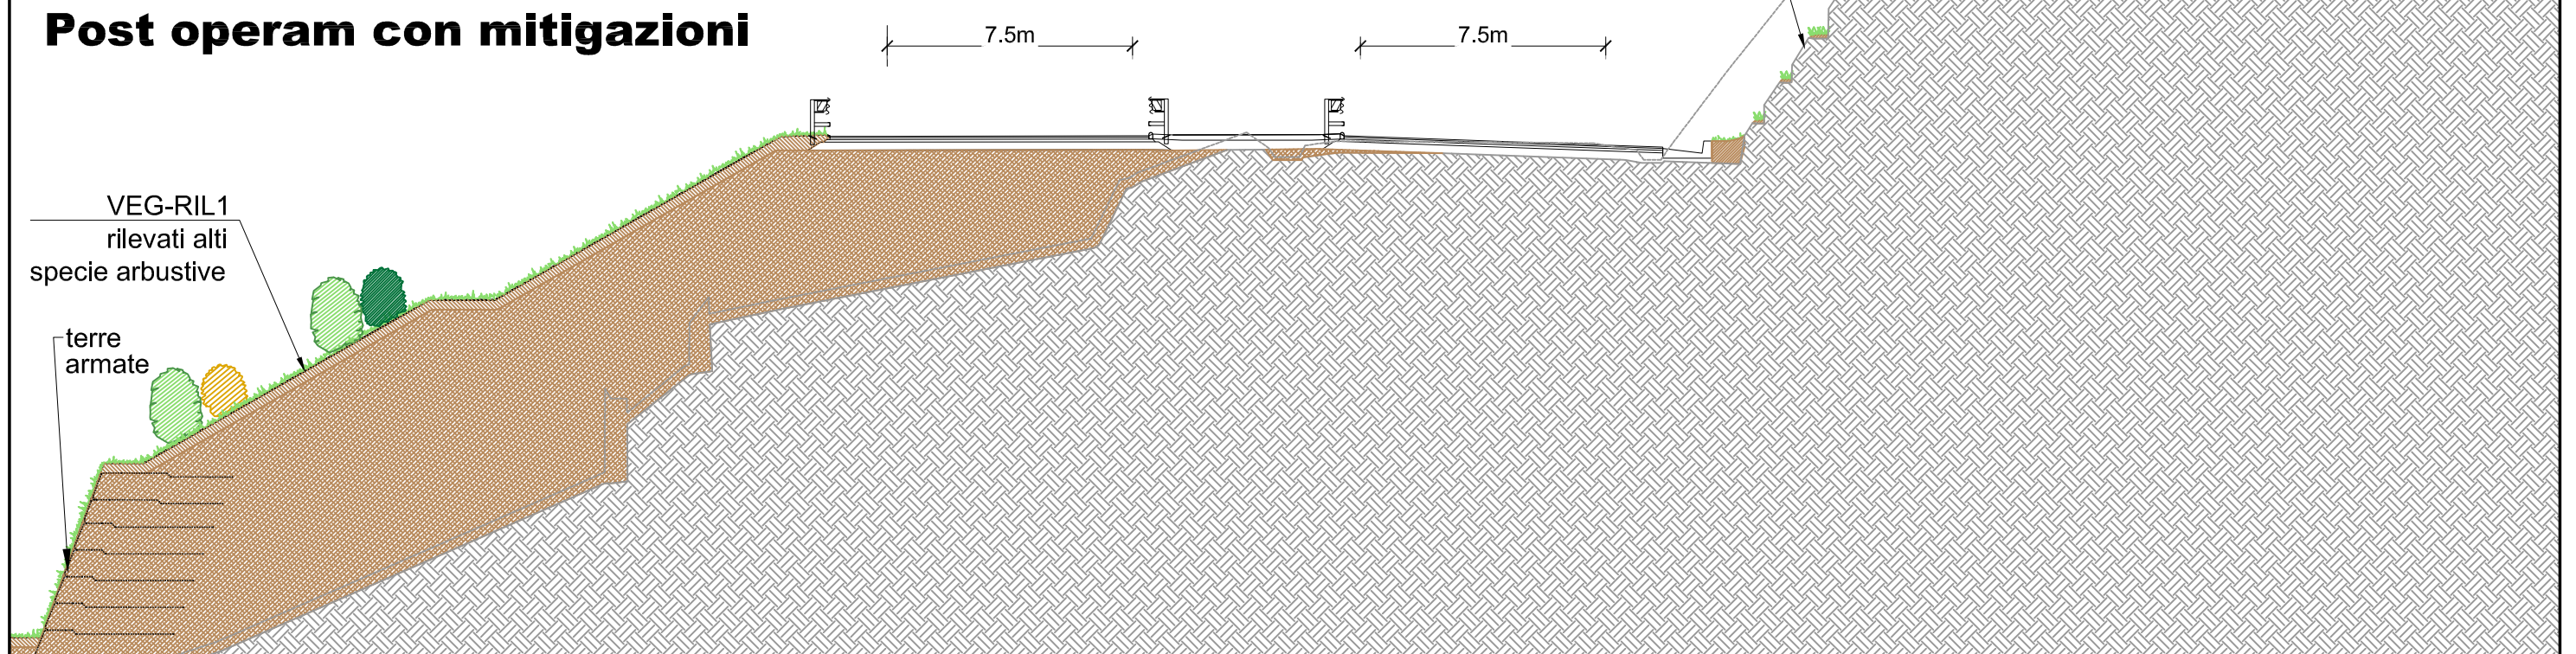 Post operam con mitigazioni
7.5m
7.5m
VEG-RIL1
rilevati alti
specie arbustive
terre
armate